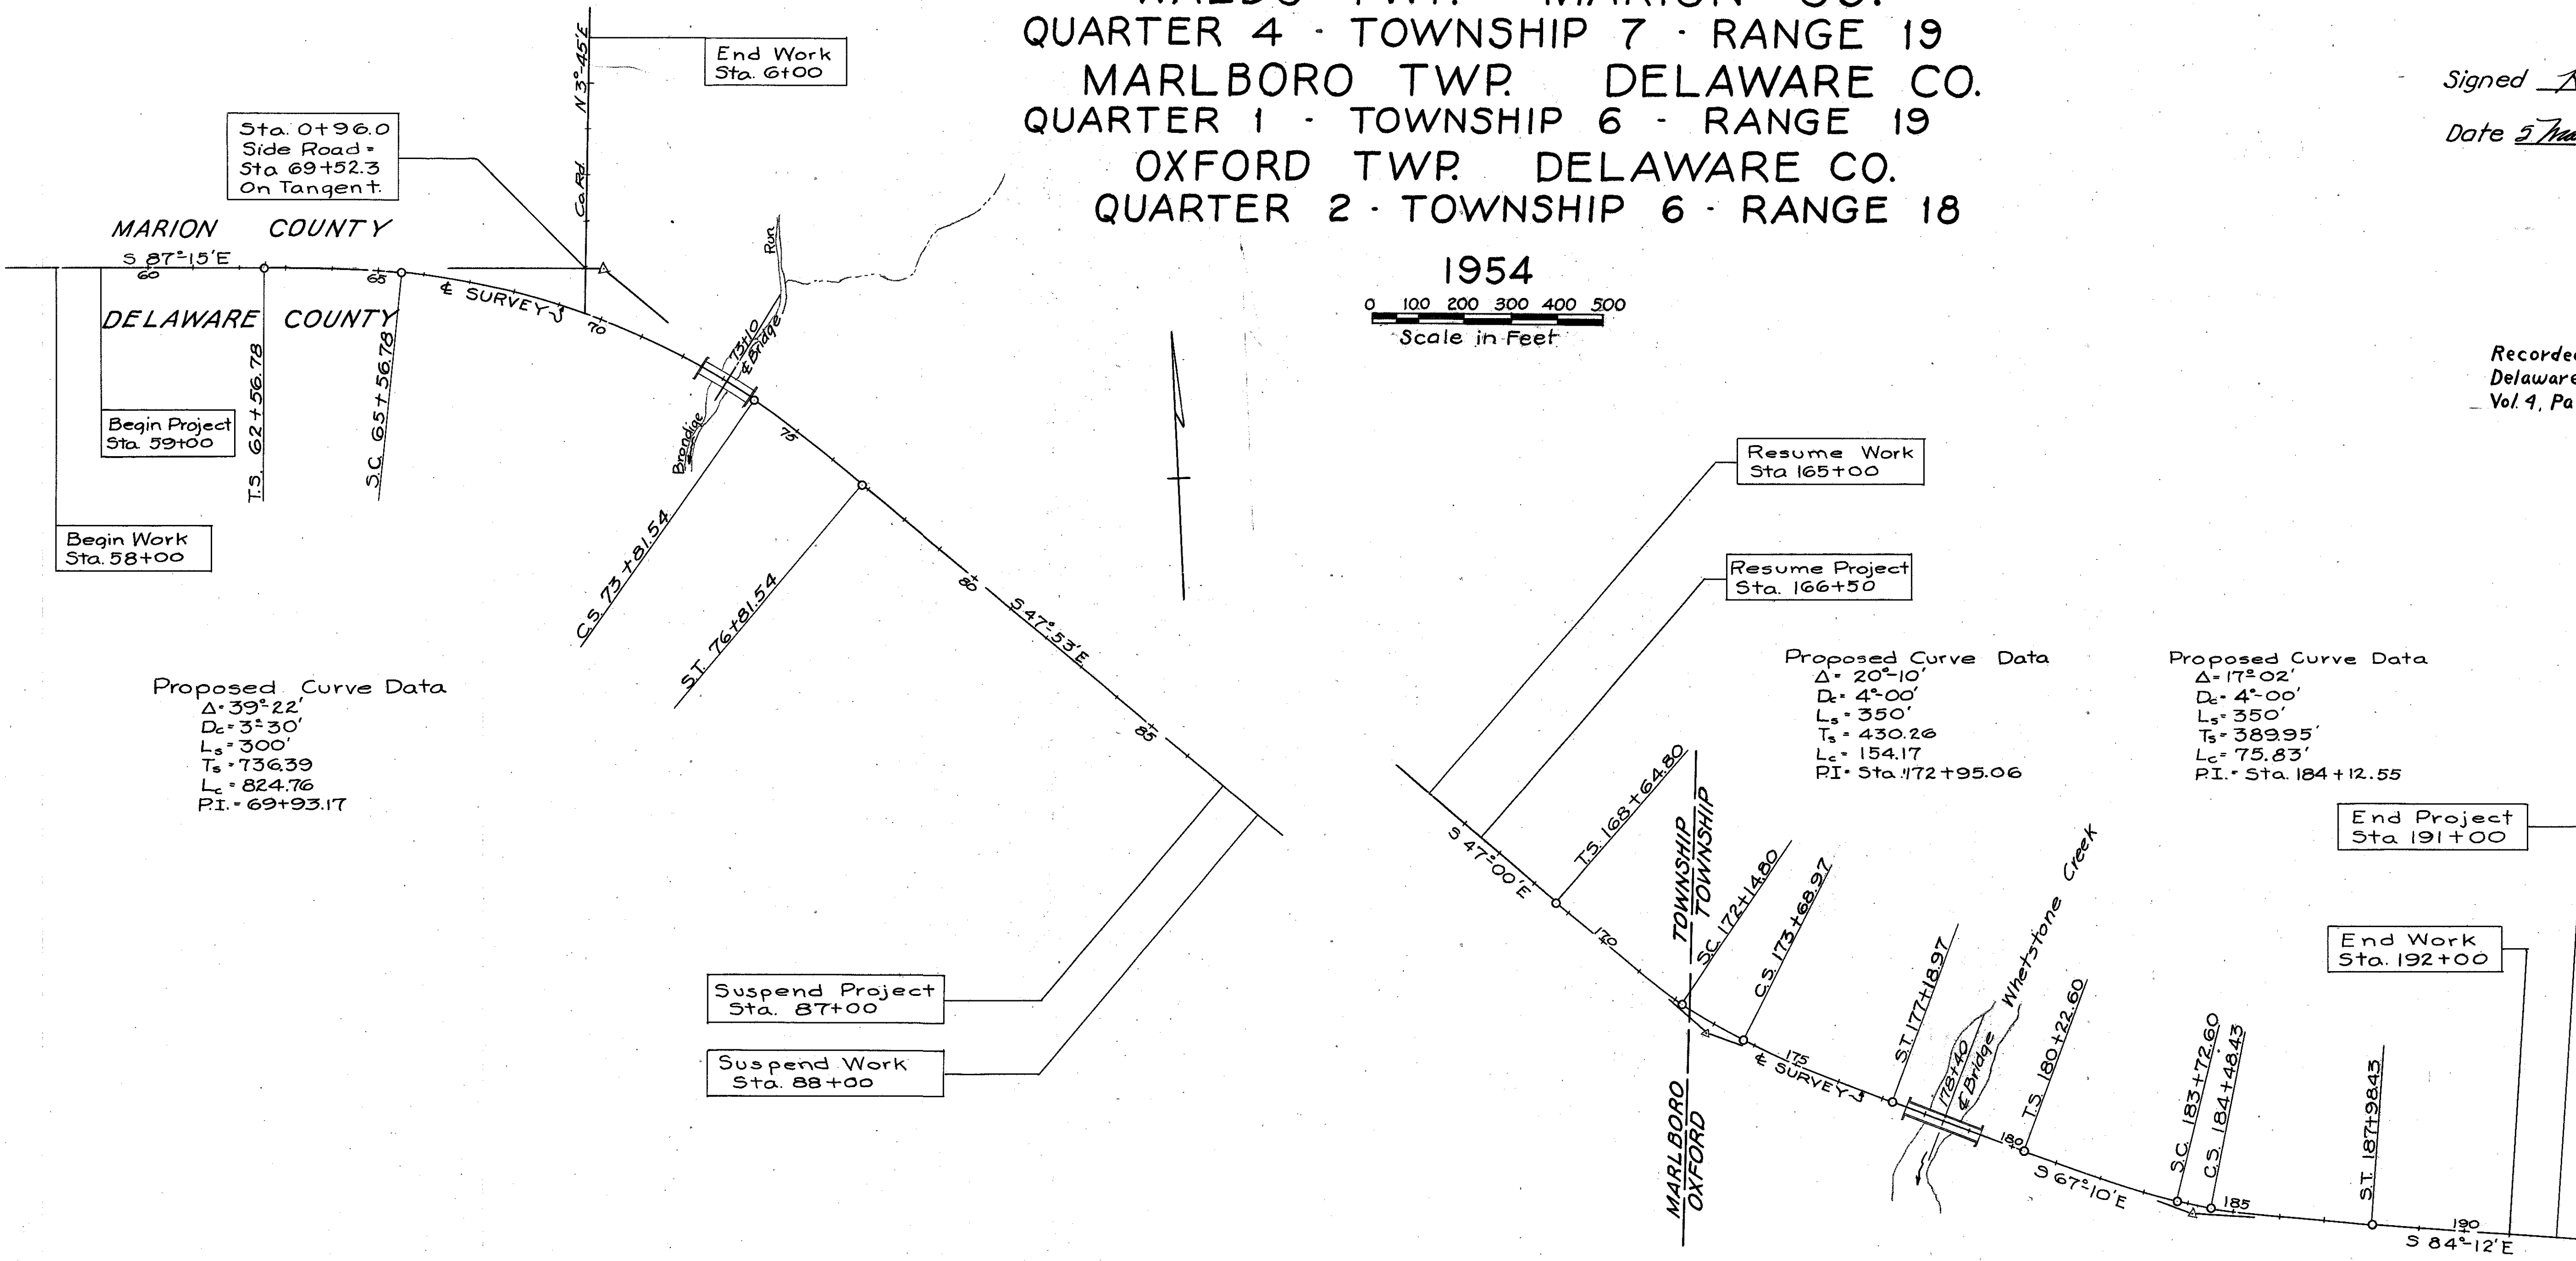 TWP. MARION CO.
QUARTER 4 - TOWNSHIP 7 - RANGE 19
MARLBORO TWP. DELAWARE CO.
QUARTER 1 - TOWNSHIP 6 - RANGE 19
OXFORD TWP. DELAWARE CO.
QUARTER 2 - TOWNSHIP 6 - RANGE 18
1954
0 100 200 300 400 500
Scale in Feet
Signed
Date 5
Recorded
Delaware
Vol. 4, Pa
End Work
Sta. 6+00
N 3°-45'E
Co. Rd.
Sta. 0+96.0
Side Road =
Sta 69+52.3
On Tangent.
MARION COUNTY
S 87°-15'E
60
65
70
75
80
85
DELAWARE COUNTY
℄ SURVEY
Begin Project
Sta. 59+00
Begin Work
Sta. 58+00
T.S. 62+56.78
S.C. 65+56.78
Run
73+10
℄ Bridge
Brondige
C.S. 73+81.54
S.T. 76+81.54
S 47°-53'E
Proposed Curve Data
Δ = 39°-22'
Dc = 3°-30'
Ls = 300'
Ts = 736.39
Lc = 824.76
P.I. = 69+93.17
Suspend Project
Sta. 87+00
Suspend Work
Sta. 88+00
Resume Work
Sta 165+00
Resume Project
Sta. 166+50
Proposed Curve Data
Δ = 20°-10'
Dc = 4°-00'
Ls = 350'
Ts = 430.26
Lc = 154.17
P.I = Sta. 172+95.06
Proposed Curve Data
Δ = 17°-02'
Dc = 4°-00'
Ls = 350'
Ts = 389.95'
Lc = 75.83'
P.I. = Sta. 184+12.55
S 47°-00'E
T.S. 168+64.80
170
MARLBORO TOWNSHIP
OXFORD TOWNSHIP
S.C. 172+14.80
C.S. 173+68.97
175
℄ SURVEY
S.T. 177+18.97
178+40
℄ Bridge
Whetstone Creek
T.S. 180+22.60
180
S 67°-10'E
S.C. 183+72.60
C.S. 184+48.43
185
S.T. 187+98.43
190
S 84°-12'E
End Project
Sta 191+00
End Work
Sta. 192+00